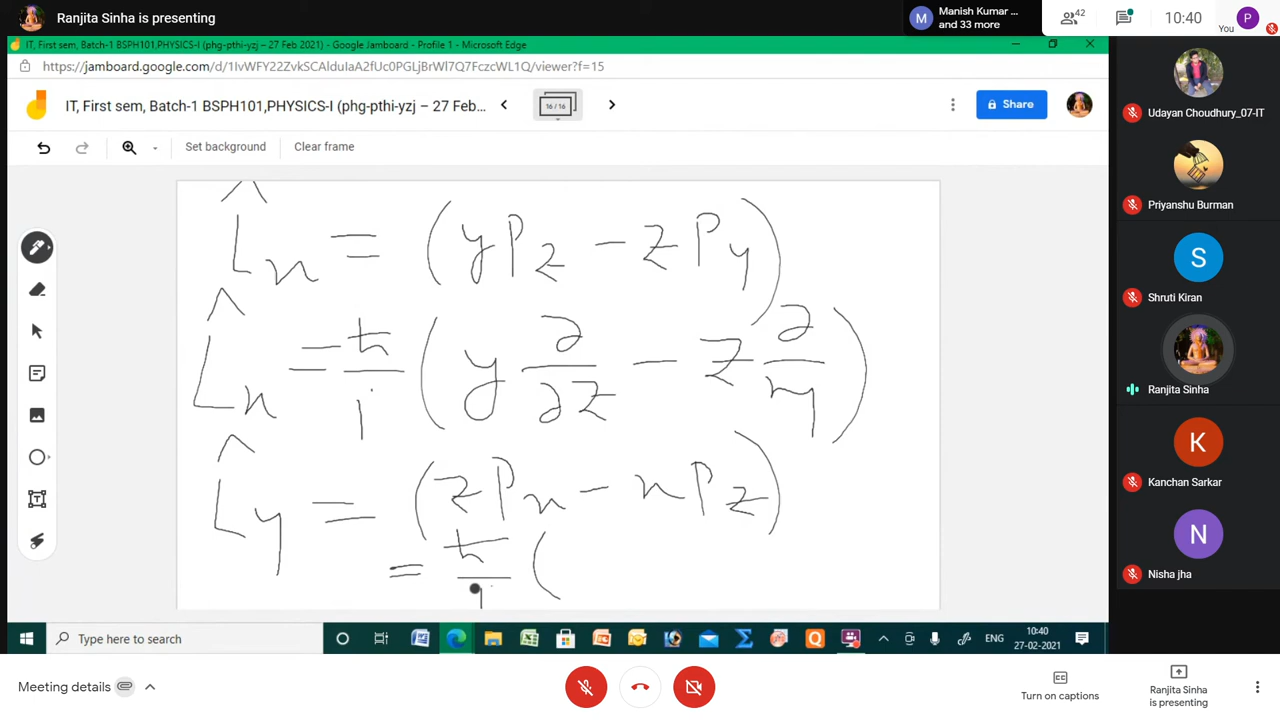 Ranjita Sinha is presenting
Manish Kumar ...
and 33 more
42
10:40
P
You
IT, First sem, Batch-1 BSPH101,PHYSICS-I (phg-pthi-yzj – 27 Feb 2021) - Google Jamboard - Profile 1 - Microsoft Edge
https://jamboard.google.com/d/1IvWFY22ZvkSCAlduIaA2fUc0PGLjBrWl7Q7FczcWL1Q/viewer?f=15
IT, First sem, Batch-1 BSPH101,PHYSICS-I (phg-pthi-yzj – 27 Feb...
16 / 16
Share
Set background
Clear frame
L̂x = (yPz − zPy)
L̂x = ħ/i (y ∂/∂z − z ∂/∂y)
L̂y = (zPx − xPz)
= ħ/i (
Udayan Choudhury_07-IT
Priyanshu Burman
S
Shruti Kiran
Ranjita Sinha
K
Kanchan Sarkar
N
Nisha jha
Type here to search
ENG
10:40
27-02-2021
Meeting details
Turn on captions
Ranjita Sinha
is presenting